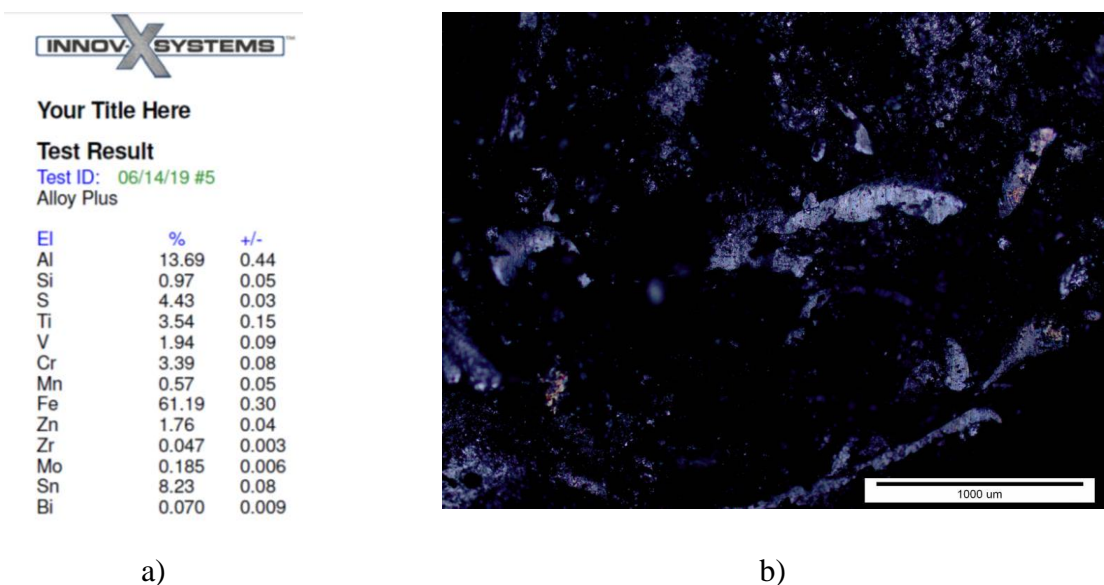 INNOV X SYSTEMS™
Your Title Here
Test Result
Test ID: 06/14/19 #5
Alloy Plus
El % +/-
Al 13.69 0.44
Si 0.97 0.05
S 4.43 0.03
Ti 3.54 0.15
V 1.94 0.09
Cr 3.39 0.08
Mn 0.57 0.05
Fe 61.19 0.30
Zn 1.76 0.04
Zr 0.047 0.003
Mo 0.185 0.006
Sn 8.23 0.08
Bi 0.070 0.009
1000 um
a) b)